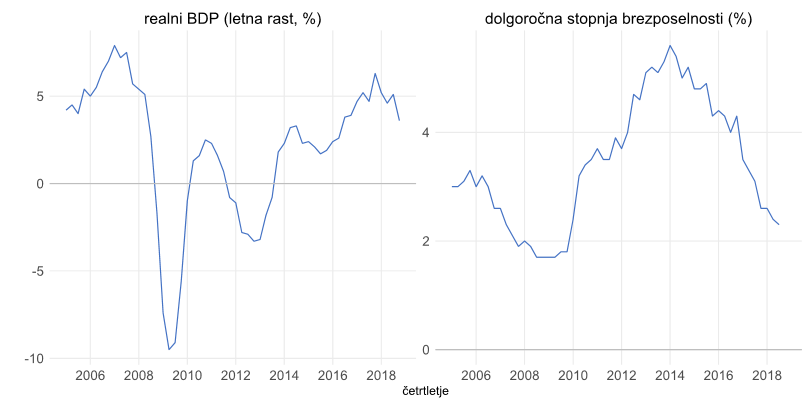 realni BDP (letna rast, %)
dolgoročna stopnja brezposelnosti (%)
5
0
-5
-10
4
2
0
2006 2008 2010 2012 2014 2016 2018
2006 2008 2010 2012 2014 2016 2018
četrtletje